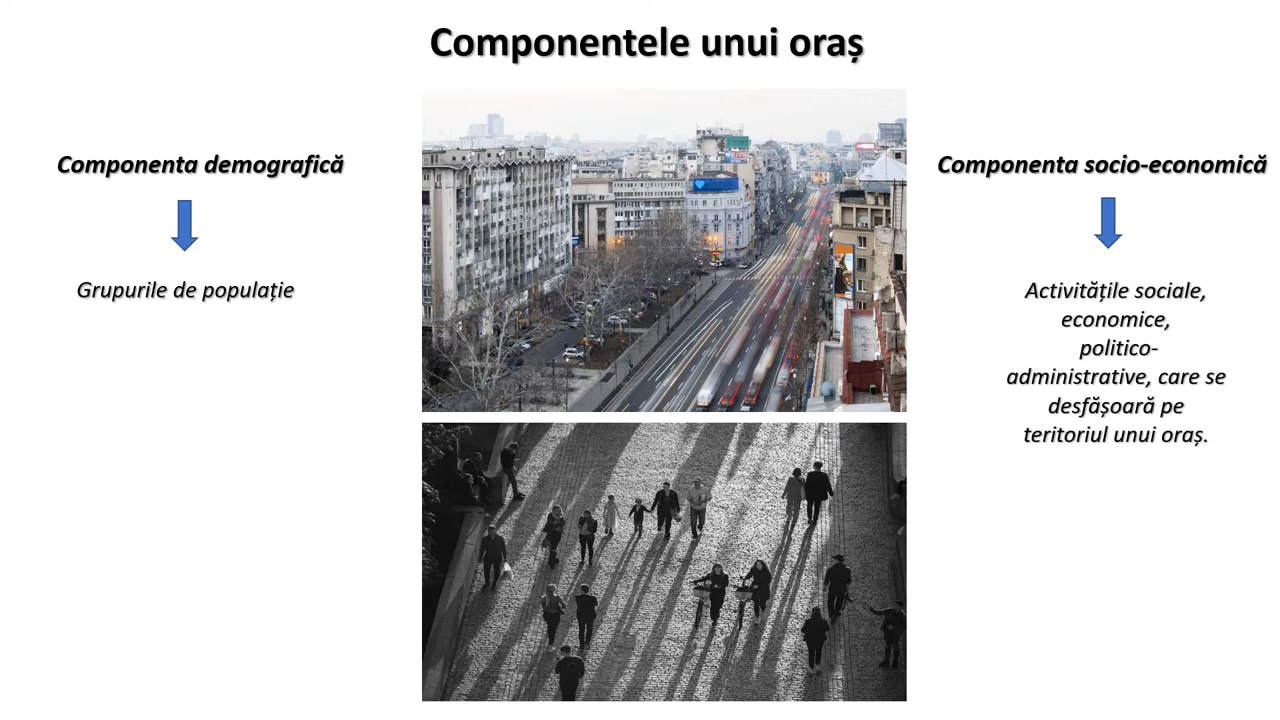 Componentele unui oraș
Componenta demografică
Grupurile de populație
Componenta socio-economică
Activitățile sociale,
economice,
politico-
administrative, care se
desfășoară pe
teritoriul unui oraș.